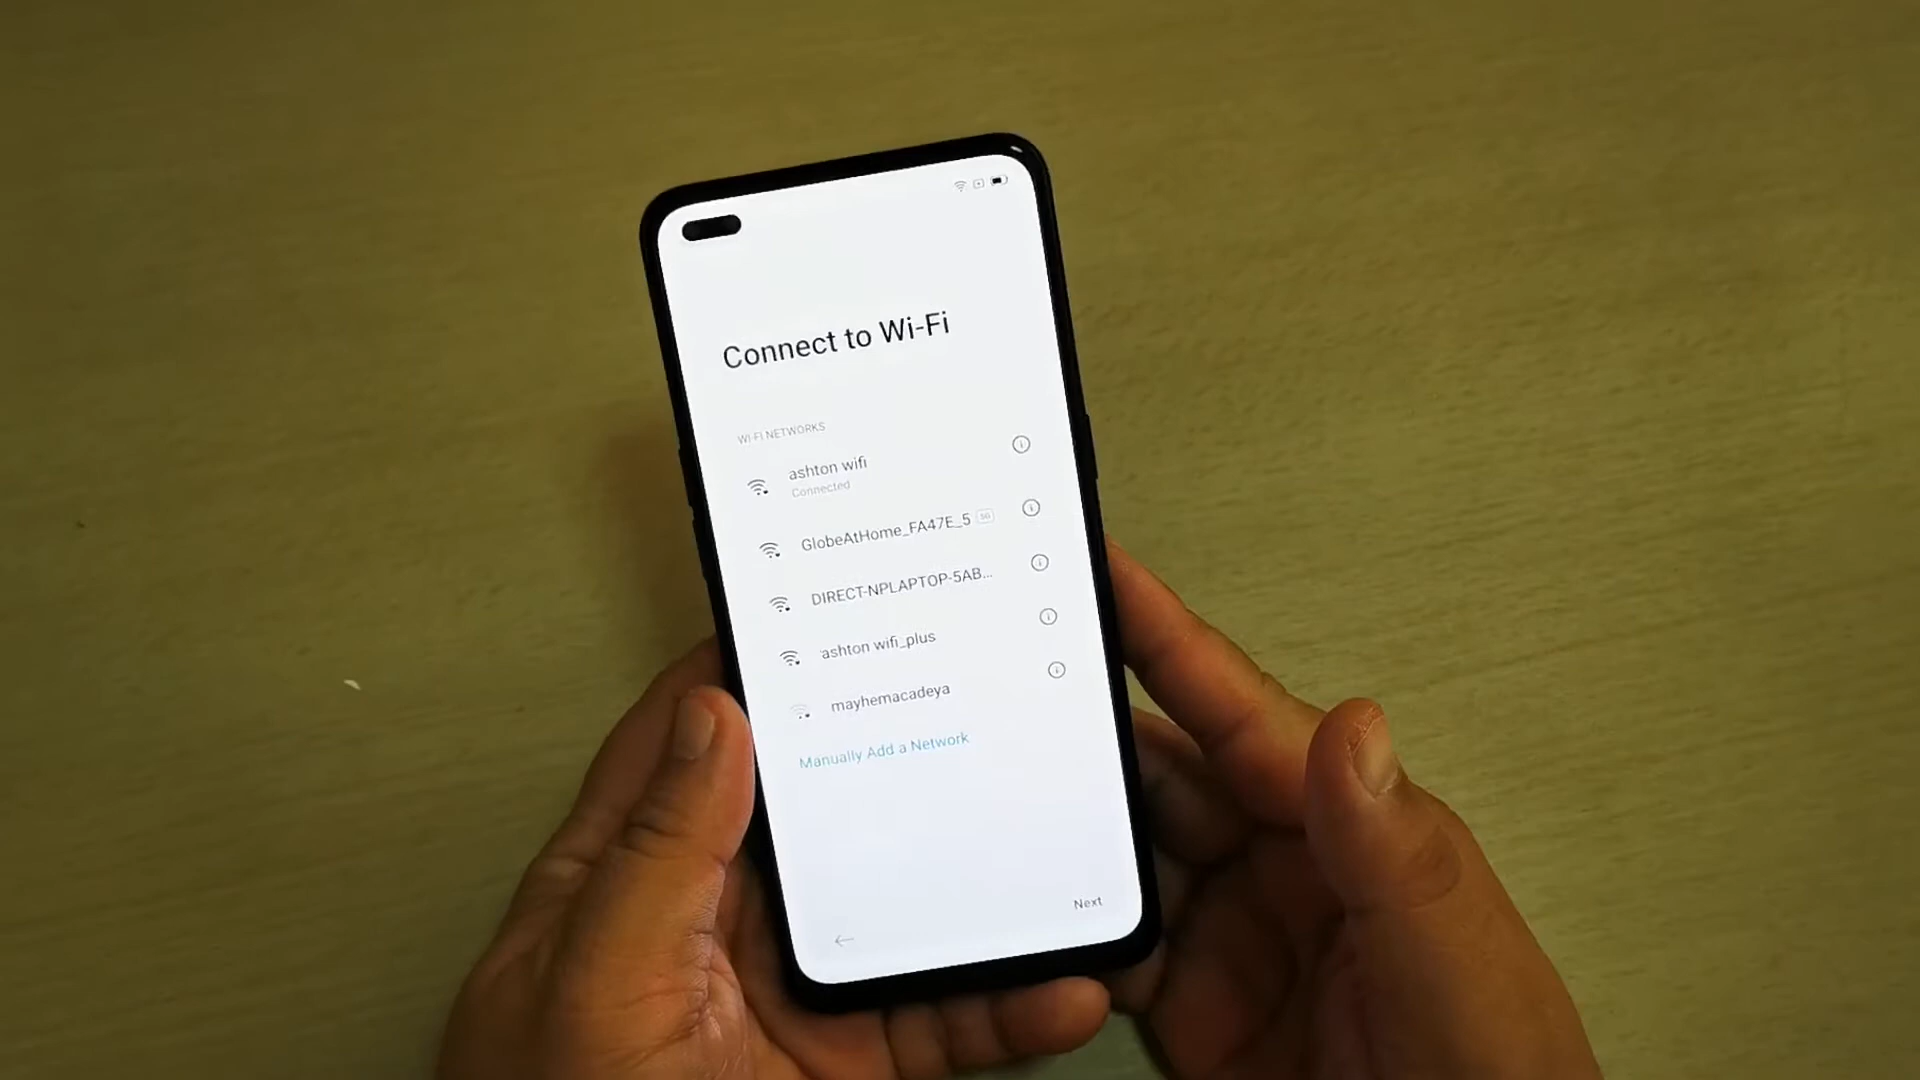 Connect to Wi-Fi
WI-FI NETWORKS
ashton wifi
Connected
GlobeAtHome_FA47E_5 5G
DIRECT-NPLAPTOP-5AB...
ashton wifi_plus
mayhemacadeya
Manually Add a Network
Next